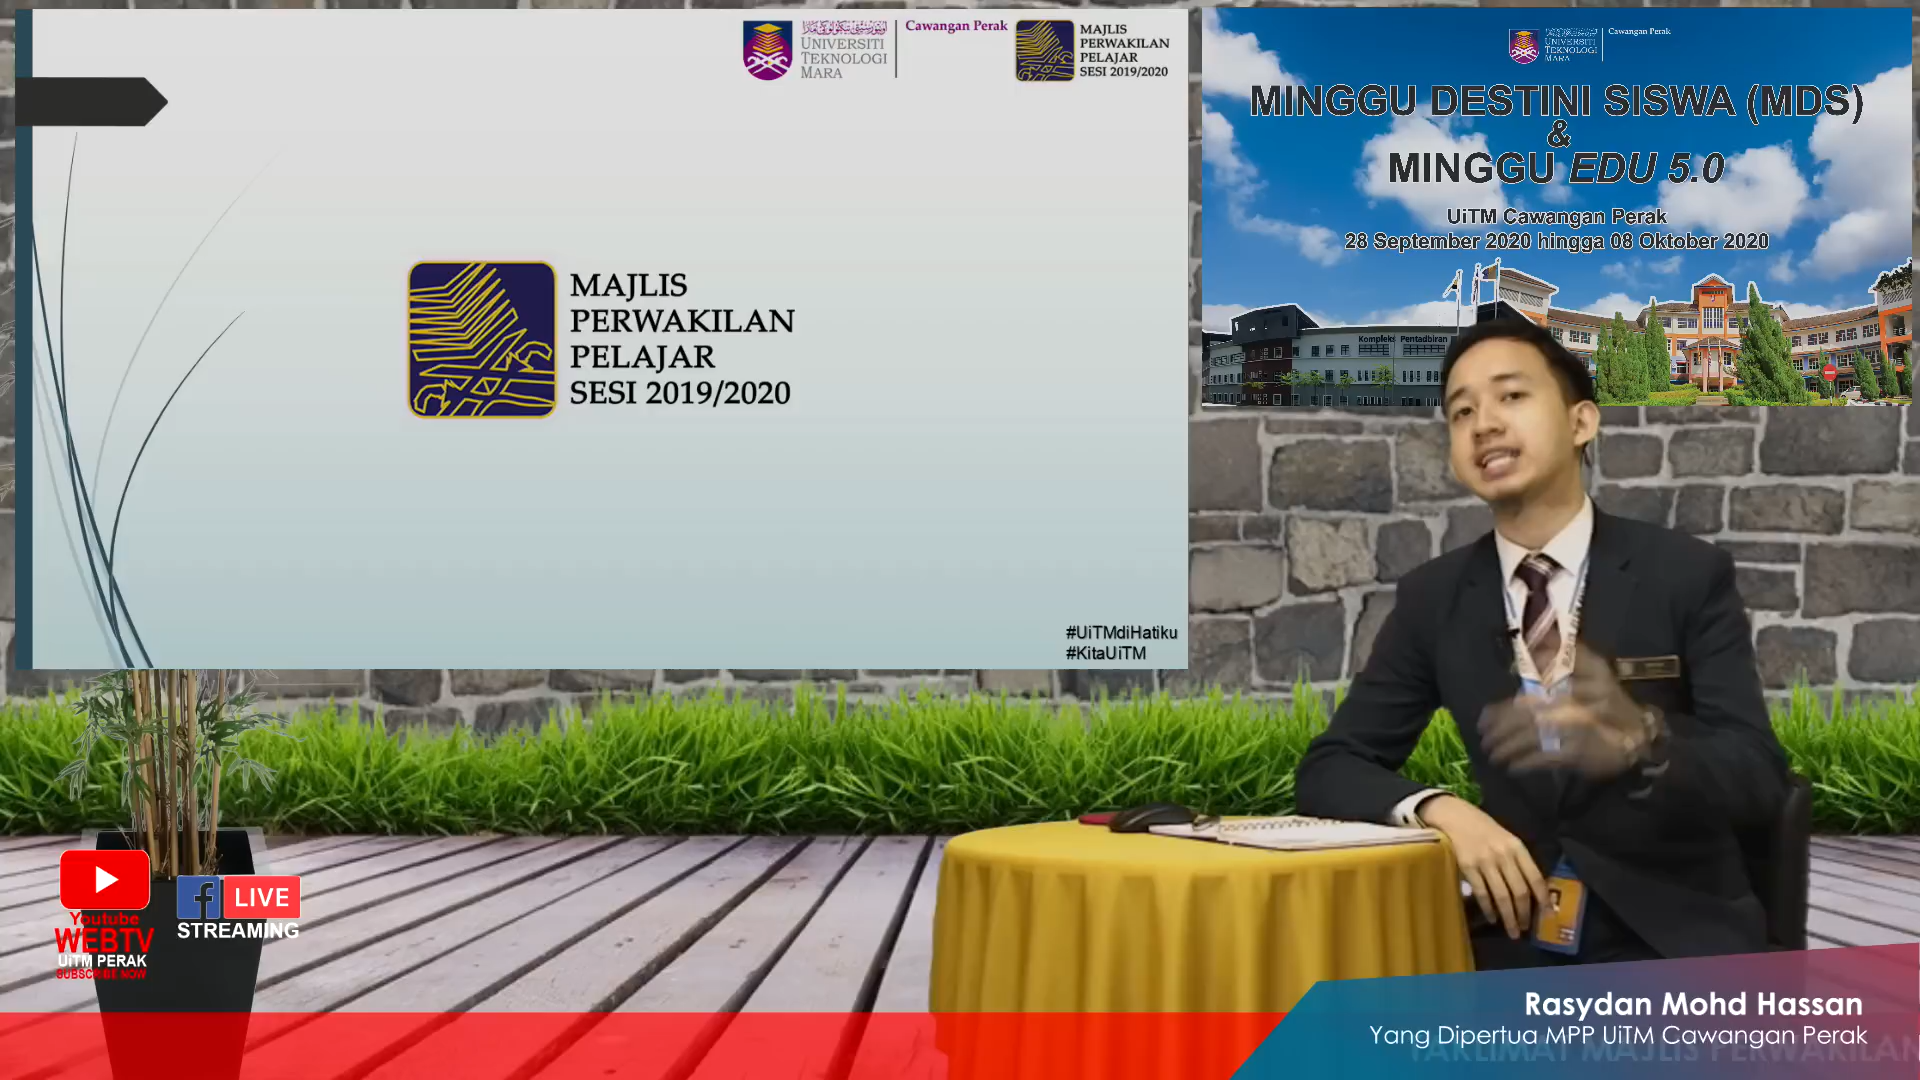 UNIVERSITI
TEKNOLOGI
MARA
Cawangan Perak
MAJLIS
PERWAKILAN
PELAJAR
SESI 2019/2020
MAJLIS
PERWAKILAN
PELAJAR
SESI 2019/2020
#UiTMdiHatiku
#KitaUiTM
UNIVERSITI
TEKNOLOGI
MARA
Cawangan Perak
MINGGU DESTINI SISWA (MDS)
&
MINGGU EDU 5.0
UiTM Cawangan Perak
28 September 2020 hingga 08 Oktober 2020
Kompleks Pentadbiran
Youtube
WEBTV
UiTM PERAK
SUBSCRIBE NOW
LIVE
STREAMING
Rasydan Mohd Hassan
Yang Dipertua MPP UiTM Cawangan Perak
TAKLIMAT MAJLIS PERWAKILAN